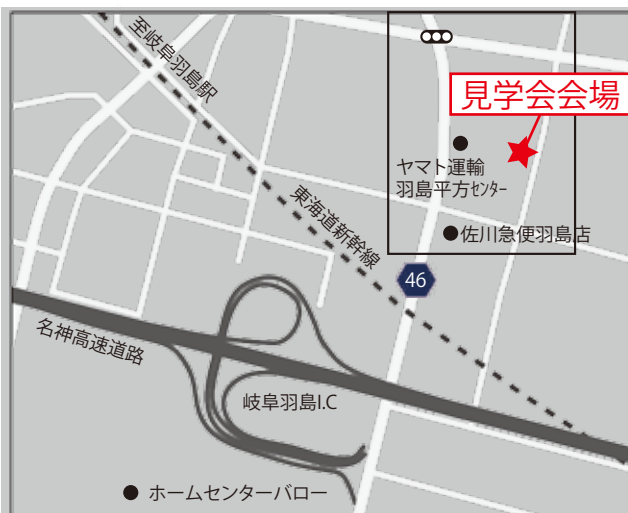 至岐阜羽島駅
見学会会場
ヤマト運輸
羽島平方センター
東海道新幹線
佐川急便羽島店
46
名神高速道路
岐阜羽島I.C
ホームセンターバロー